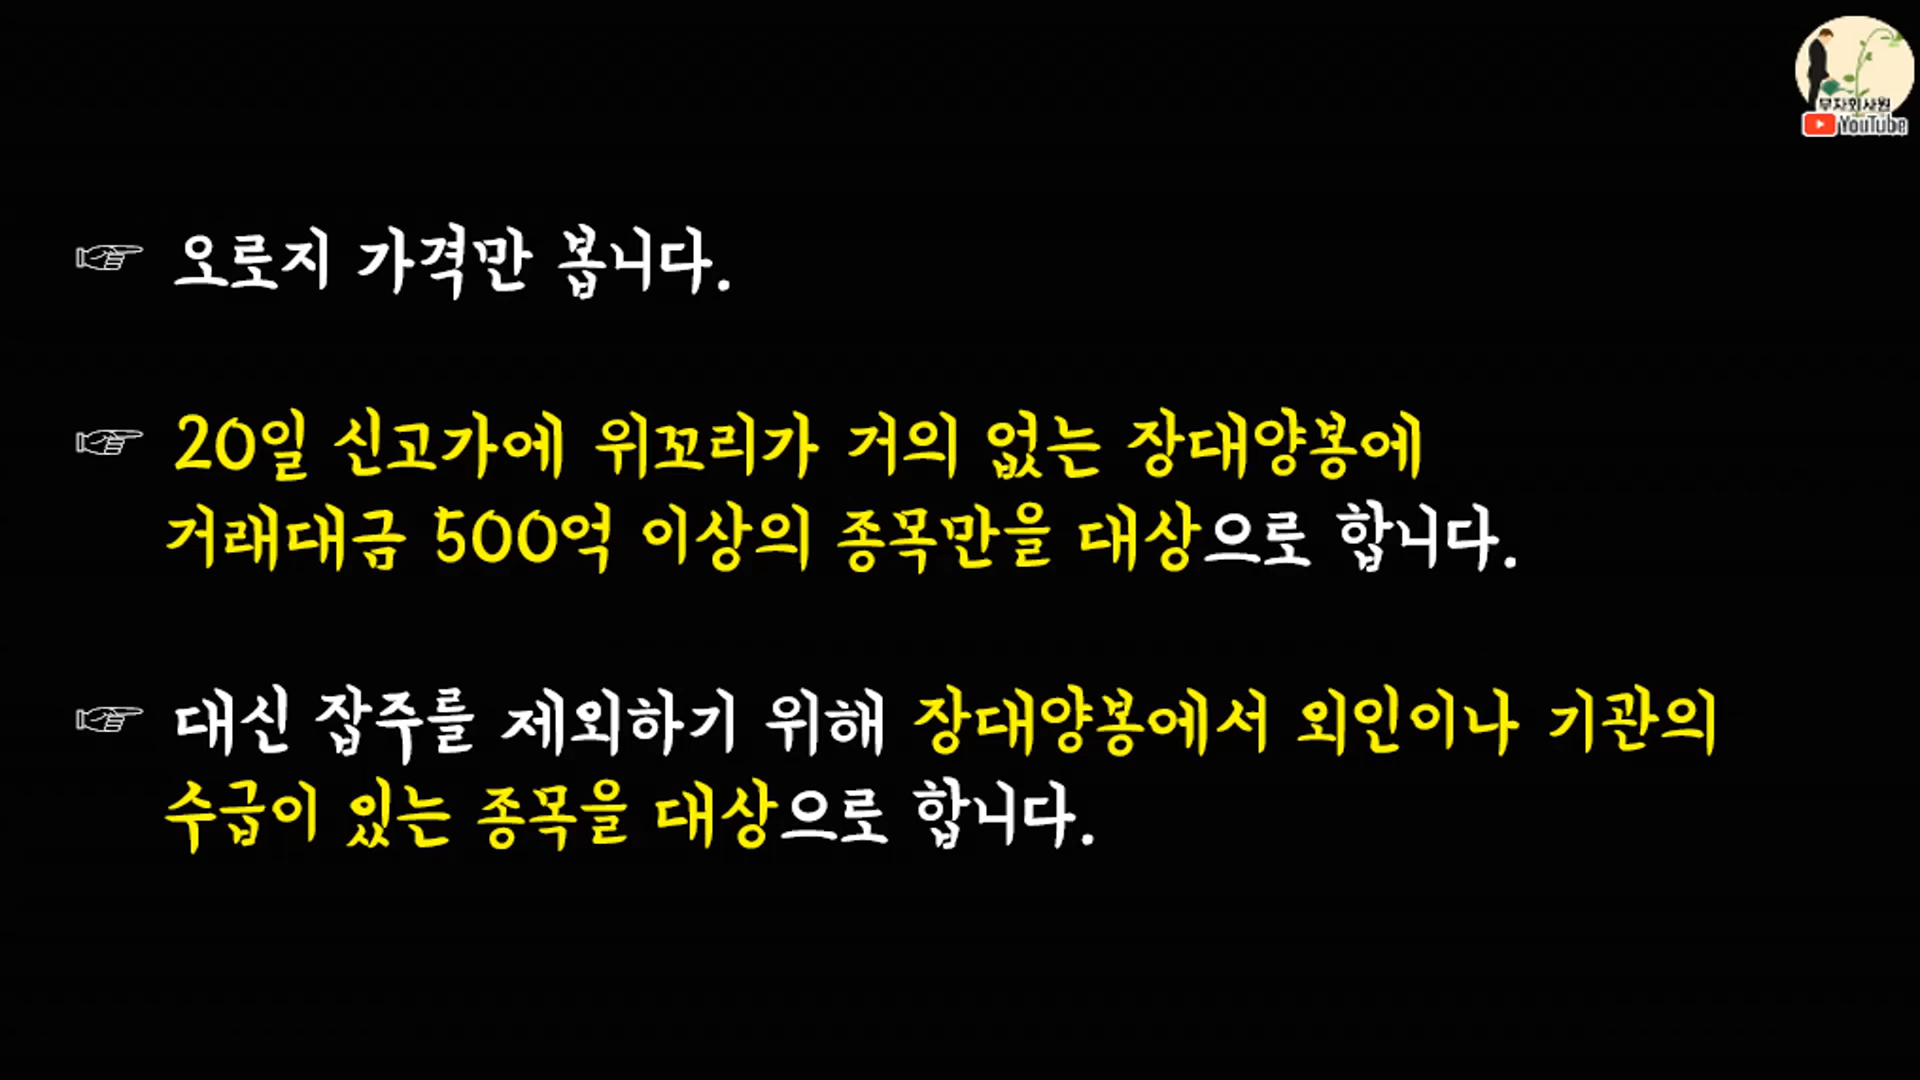 부자회사원
YouTube
☞ 오로지 가격만 봅니다.
☞ 20일 신고가에 위꼬리가 거의 없는 장대양봉에
거래대금 500억 이상의 종목만을 대상으로 합니다.
☞ 대신 잡주를 제외하기 위해 장대양봉에서 외인이나 기관의
수급이 있는 종목을 대상으로 합니다.